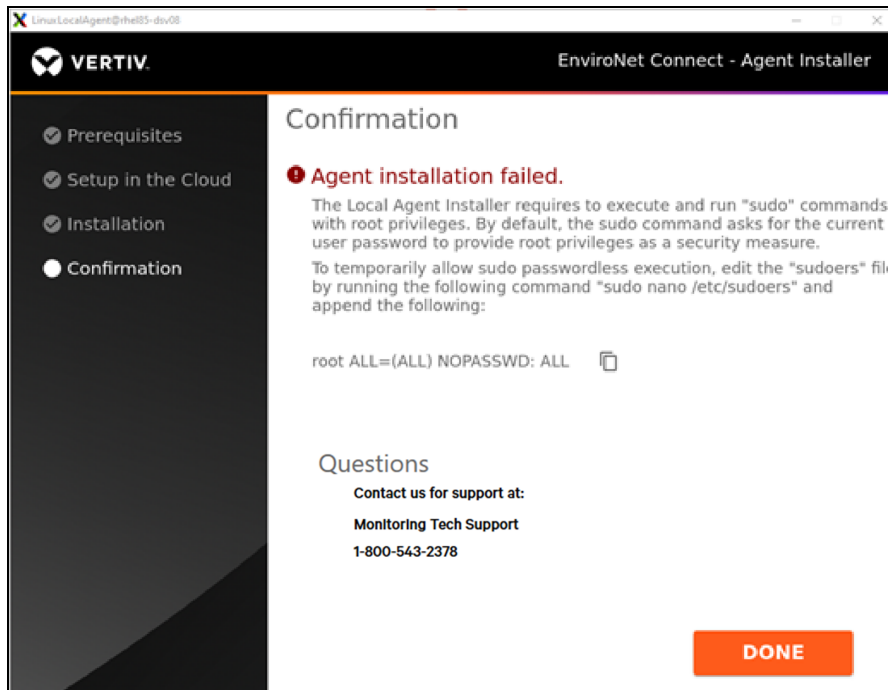 LinuxLocalAgent@rhel85-dsv08
VERTIV.
EnviroNet Connect - Agent Installer
Prerequisites
Setup in the Cloud
Installation
Confirmation
Confirmation
Agent installation failed.
The Local Agent Installer requires to execute and run "sudo" commands
with root privileges. By default, the sudo command asks for the current
user password to provide root privileges as a security measure.
To temporarily allow sudo passwordless execution, edit the "sudoers" file
by running the following command "sudo nano /etc/sudoers" and
append the following:
root ALL=(ALL) NOPASSWD: ALL
Questions
Contact us for support at:
Monitoring Tech Support
1-800-543-2378
DONE